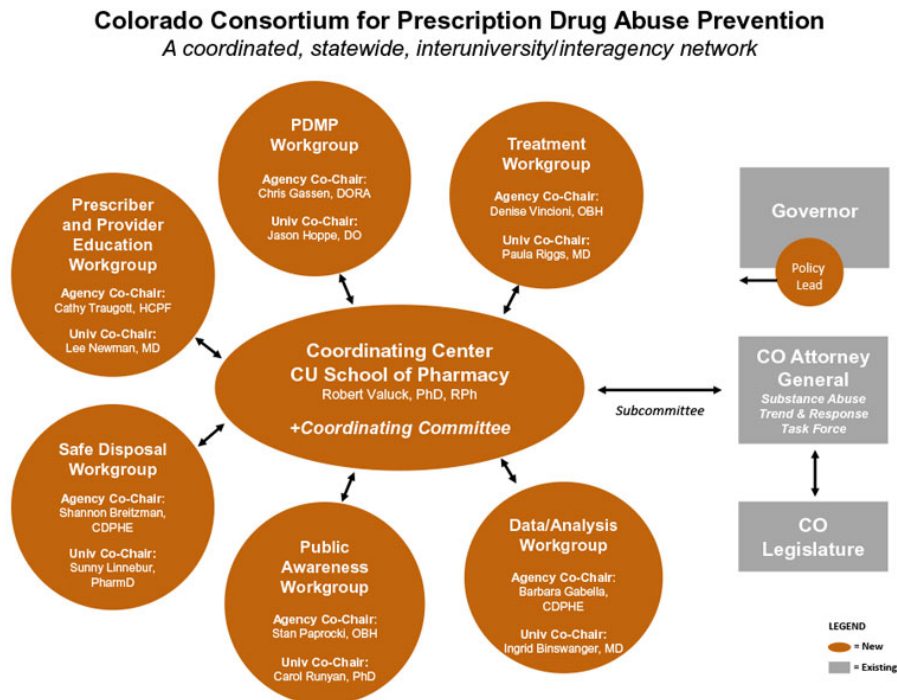 Colorado Consortium for Prescription Drug Abuse Prevention
A coordinated, statewide, interuniversity/interagency network
PDMP
Workgroup
Agency Co-Chair:
Chris Gassen, DORA
Univ Co-Chair:
Jason Hoppe, DO
Treatment
Workgroup
Agency Co-Chair:
Denise Vincioni, OBH
Univ Co-Chair:
Paula Riggs, MD
Prescriber
and Provider
Education
Workgroup
Agency Co-Chair:
Cathy Traugott, HCPF
Univ Co-Chair:
Lee Newman, MD
Governor
Policy
Lead
Coordinating Center
CU School of Pharmacy
Robert Valuck, PhD, RPh
+Coordinating Committee
Subcommittee
CO Attorney
General
Substance Abuse
Trend & Response
Task Force
Safe Disposal
Workgroup
Agency Co-Chair:
Shannon Breitzman,
CDPHE
Univ Co-Chair:
Sunny Linnebur,
PharmD
Public
Awareness
Workgroup
Agency Co-Chair:
Stan Paprocki, OBH
Univ Co-Chair:
Carol Runyan, PhD
Data/Analysis
Workgroup
Agency Co-Chair:
Barbara Gabella,
CDPHE
Univ Co-Chair:
Ingrid Binswanger, MD
CO
Legislature
LEGEND
= New
= Existing